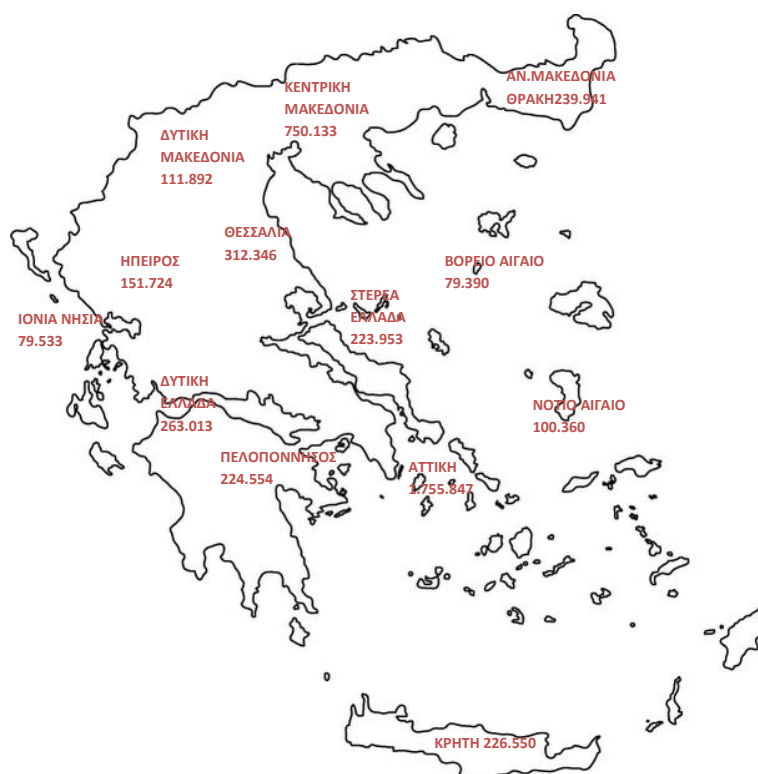 ΑΝ.ΜΑΚΕΔΟΝΙΑ
ΘΡΑΚΗ239.941
ΚΕΝΤΡΙΚΗ
ΜΑΚΕΔΟΝΙΑ
750.133
ΔΥΤΙΚΗ
ΜΑΚΕΔΟΝΙΑ
111.892
ΘΕΣΣΑΛΙΑ
312.346
ΗΠΕΙΡΟΣ
151.724
ΒΟΡΕΙΟ ΑΙΓΑΙΟ
79.390
ΣΤΕΡΕΑ
ΕΛΛΑΔΑ
223.953
ΙΟΝΙΑ ΝΗΣΙΑ
79.533
ΔΥΤΙΚΗ
ΕΛΛΑΔΑ
263.013
ΝΟΤΙΟ ΑΙΓΑΙΟ
100.360
ΠΕΛΟΠΟΝΝΗΣΟΣ
224.554
ΑΤΤΙΚΗ
1.755.847
ΚΡΗΤΗ 226.550